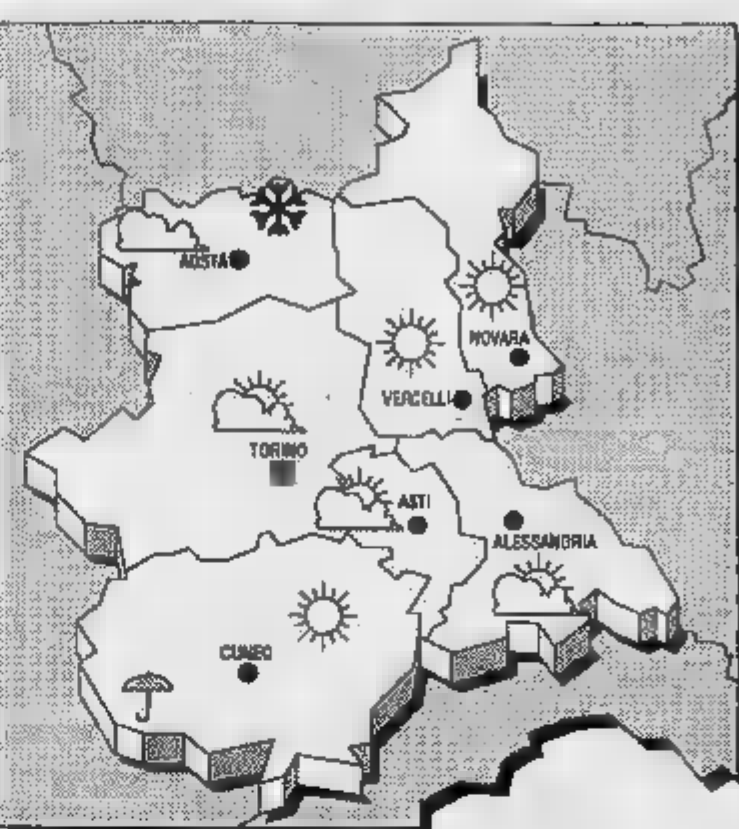 AOSTA
NOVARA
VERCELLI
TORINO
ASTI
ALESSANDRIA
CUNEO